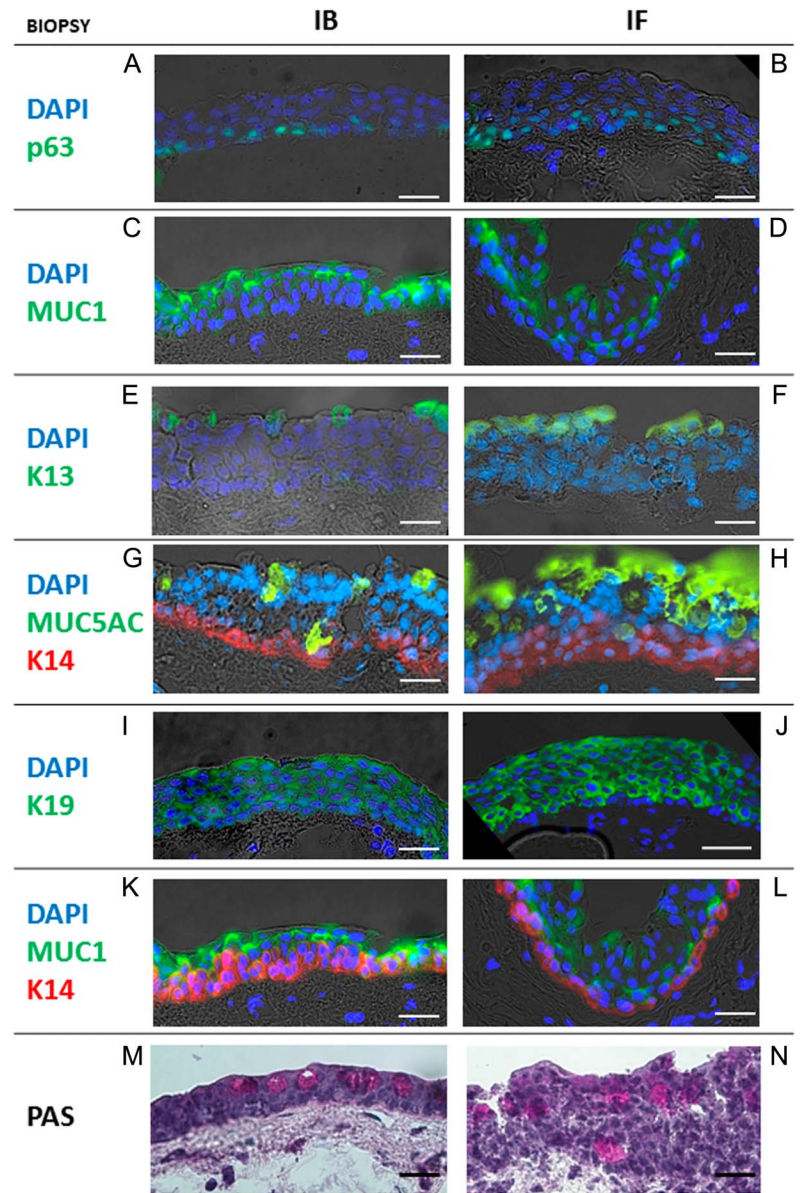 BIOPSY IB IF
A B
DAPI
p63
C D
DAPI
MUC1
E F
DAPI
K13
G H
DAPI
MUC5AC
K14
I J
DAPI
K19
K L
DAPI
MUC1
K14
M N
PAS